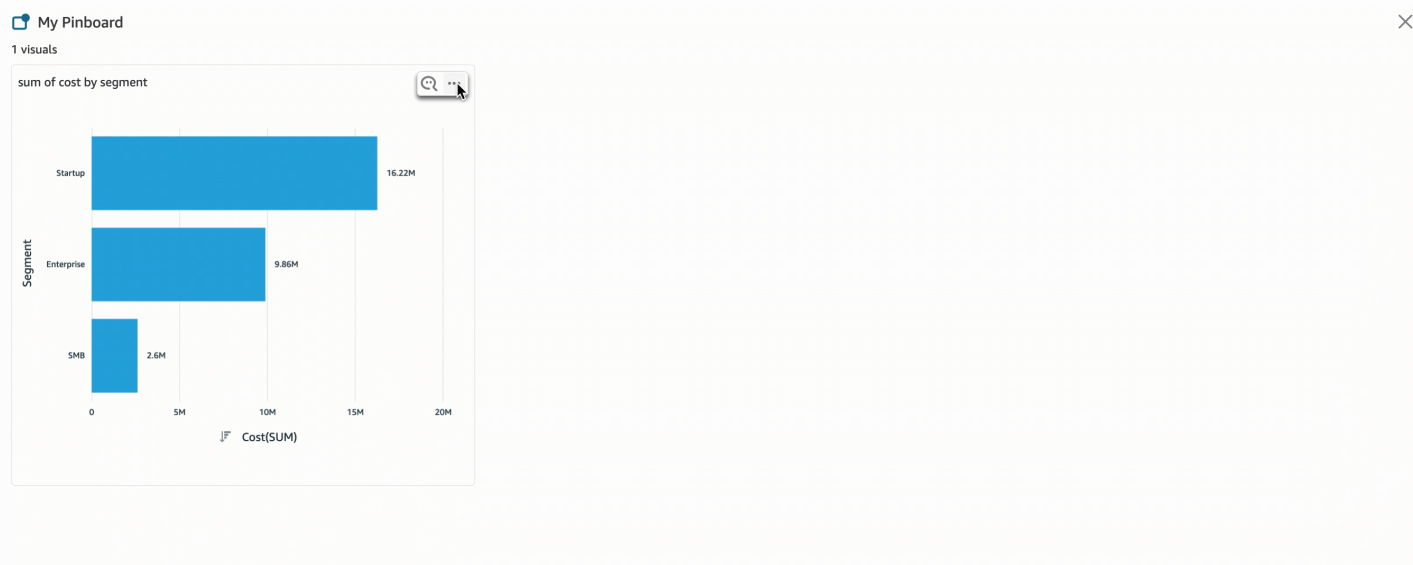 My Pinboard
1 visuals
sum of cost by segment
Segment
Startup
16.22M
Enterprise
9.86M
SMB
2.6M
0 5M 10M 15M 20M
Cost(SUM)